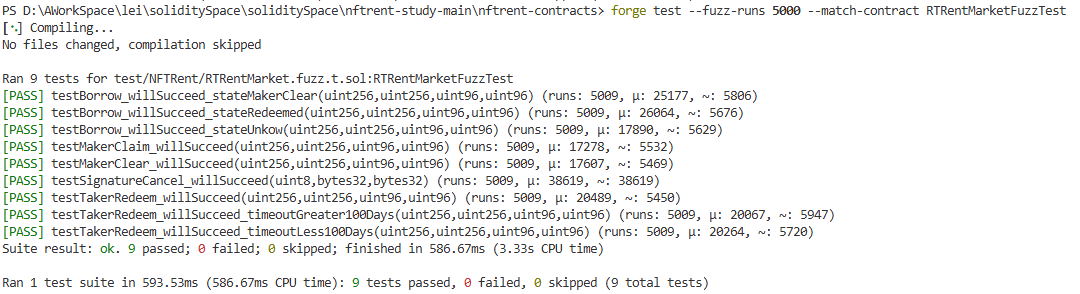 PS D:\AWorkSpace\lei\soliditySpace\soliditySpace\nftrent-study-main\nftrent-contracts> forge test --fuzz-runs 5000 --match-contract RTRentMarketFuzzTest
[⠊] Compiling...
No files changed, compilation skipped
Ran 9 tests for test/NFTRent/RTRentMarket.fuzz.t.sol:RTRentMarketFuzzTest
[PASS] testBorrow_willSucceed_stateMakerClear(uint256,uint256,uint96,uint96) (runs: 5009, μ: 25177, ~: 5806)
[PASS] testBorrow_willSucceed_stateRedeemed(uint256,uint256,uint96,uint96) (runs: 5009, μ: 26064, ~: 5676)
[PASS] testBorrow_willSucceed_stateUnkow(uint256,uint256,uint96,uint96) (runs: 5009, μ: 17890, ~: 5629)
[PASS] testMakerClaim_willSucceed(uint256,uint256,uint96,uint96) (runs: 5009, μ: 17278, ~: 5532)
[PASS] testMakerClear_willSucceed(uint256,uint256,uint96,uint96) (runs: 5009, μ: 17607, ~: 5469)
[PASS] testSignatureCancel_willSucceed(uint8,bytes32,bytes32) (runs: 5009, μ: 38619, ~: 38619)
[PASS] testTakerRedeem_willSucceed(uint256,uint256,uint96,uint96) (runs: 5009, μ: 20489, ~: 5450)
[PASS] testTakerRedeem_willSucceed_timeoutGreater100Days(uint256,uint256,uint96,uint96) (runs: 5009, μ: 20067, ~: 5947)
[PASS] testTakerRedeem_willSucceed_timeoutLess100Days(uint256,uint256,uint96,uint96) (runs: 5009, μ: 20264, ~: 5720)
Suite result: ok. 9 passed; 0 failed; 0 skipped; finished in 586.67ms (3.33s CPU time)
Ran 1 test suite in 593.53ms (586.67ms CPU time): 9 tests passed, 0 failed, 0 skipped (9 total tests)